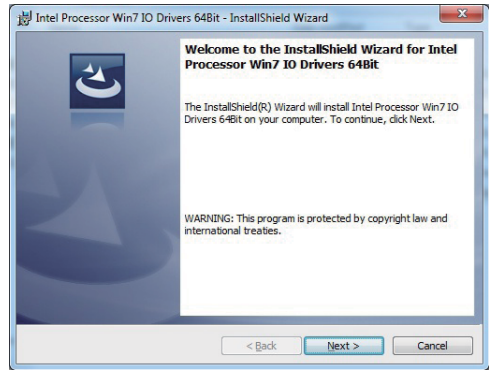 Intel Processor Win7 IO Drivers 64Bit - InstallShield Wizard
Welcome to the InstallShield Wizard for Intel
Processor Win7 IO Drivers 64Bit
The InstallShield(R) Wizard will install Intel Processor Win7 IO
Drivers 64Bit on your computer. To continue, click Next.
WARNING: This program is protected by copyright law and
international treaties.
< Back Next > Cancel